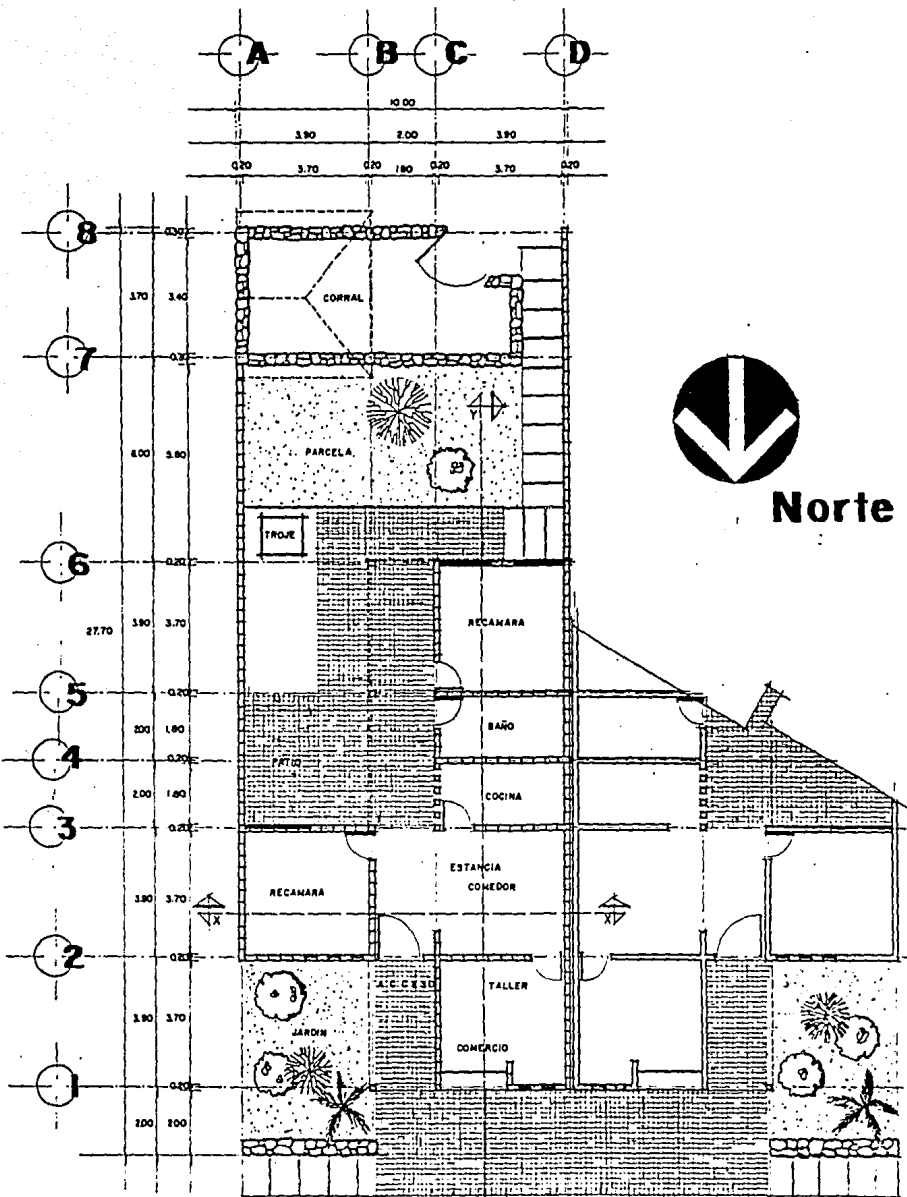 A B C D
10.00
3.90 2.00 3.90
0.20 3.70 0.20 1.80 0.20 3.70 0.20
8 0.30
3.70 3.40 CORRAL
7 0.30
Y
6.00 5.80 PARCELA
TROJE
Norte
6 0.20
27.70 3.90 3.70 RECAMARA
5 0.20
2.00 1.80 BAÑO
4 0.20 PATIO
2.00 1.80 COCINA
3 0.20
ESTANCIA
COMEDOR
3.90 3.70 RECAMARA
X X
2 0.20
ACCESO TALLER
3.90 3.70 JARDIN
COMERCIO
1 0.20
2.00 2.00